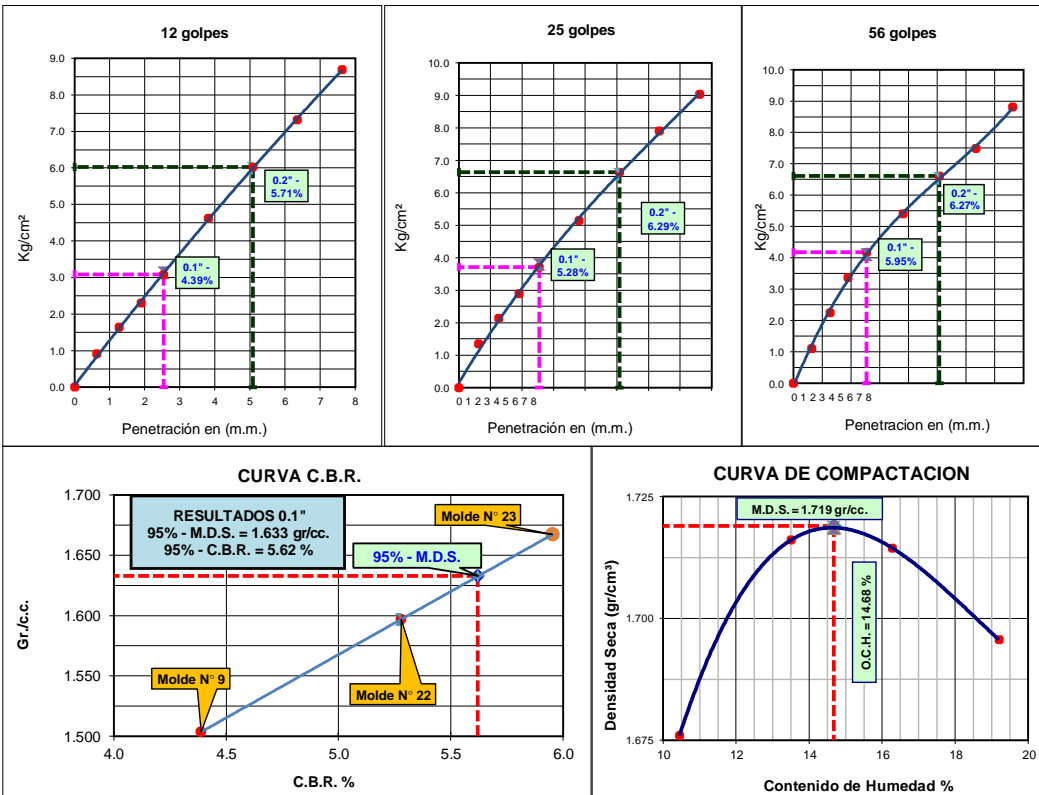 12 golpes
9.0
8.0
7.0
6.0
5.0
4.0
3.0
2.0
1.0
0.0
Kg/cm²
0.2" -
5.71%
0.1" -
4.39%
0 1 2 3 4 5 6 7 8
Penetración en (m.m.)
25 golpes
10.0
9.0
8.0
7.0
6.0
5.0
4.0
3.0
2.0
1.0
0.0
Kg/cm²
0.2" -
6.29%
0.1" -
5.28%
0 1 2 3 4 5 6 7 8
Penetración en (m.m.)
56 golpes
10.0
9.0
8.0
7.0
6.0
5.0
4.0
3.0
2.0
1.0
0.0
Kg/cm²
0.2" -
6.27%
0.1" -
5.95%
0 1 2 3 4 5 6 7 8
Penetracion en (m.m.)
CURVA C.B.R.
1.700
1.650
1.600
1.550
1.500
Gr./c.c.
RESULTADOS 0.1"
95% - M.D.S. = 1.633 gr/cc.
95% - C.B.R. = 5.62 %
Molde N° 23
95% - M.D.S.
Molde N° 9
Molde N° 22
4.0 4.5 5.0 5.5 6.0
C.B.R. %
CURVA DE COMPACTACION
1.725
1.700
1.675
Densidad Seca (gr/cm³)
M.D.S. = 1.719 gr/cc.
O.C.H. = 14.68 %
10 12 14 16 18 20
Contenido de Humedad %